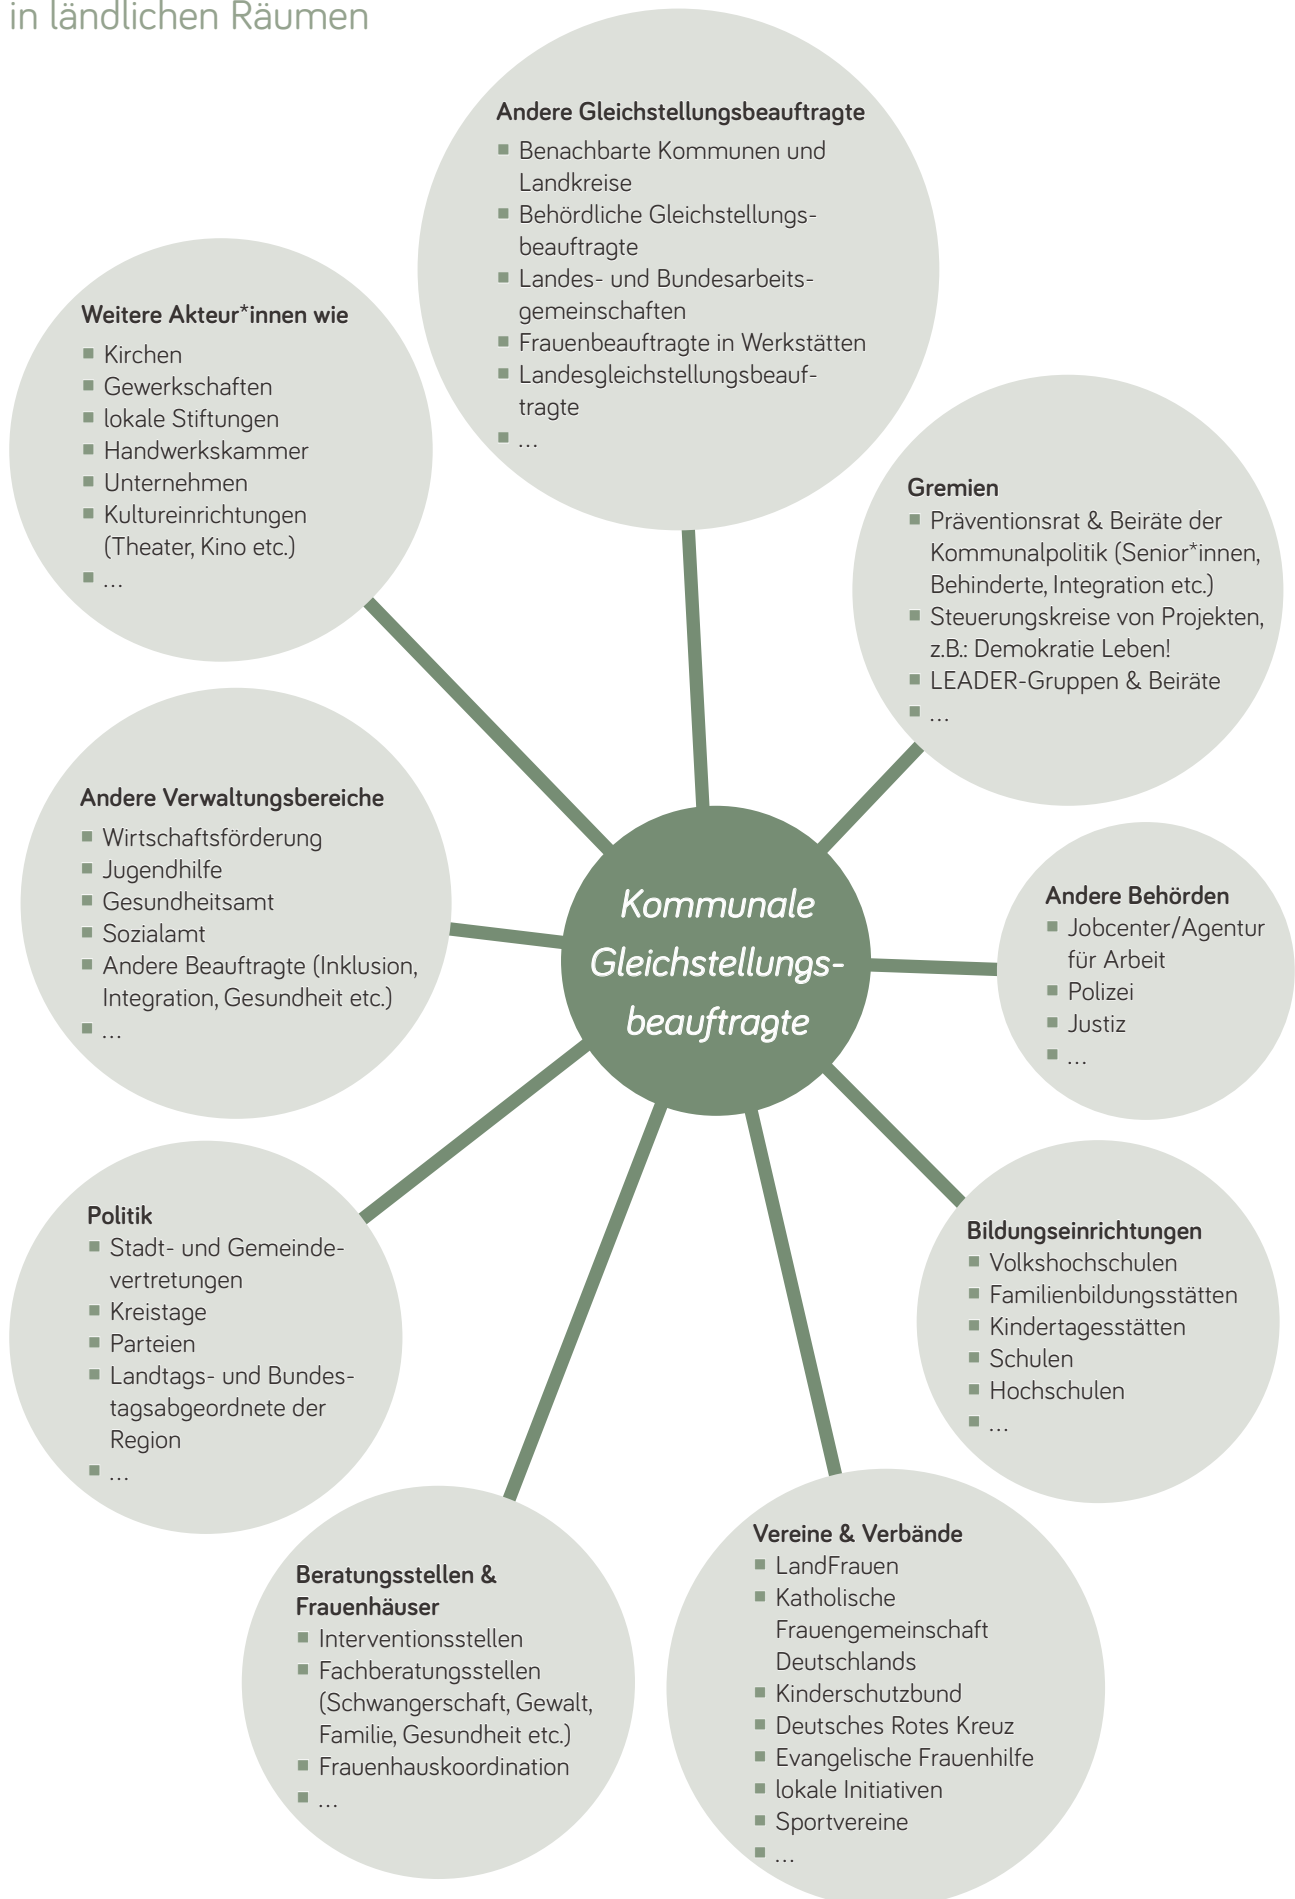 in ländlichen Räumen
Andere Gleichstellungsbeauftragte
Benachbarte Kommunen und
Landkreise
Behördliche Gleichstellungs-
beauftragte
Landes- und Bundesarbeits-
gemeinschaften
Frauenbeauftragte in Werkstätten
Landesgleichstellungsbeauf-
tragte
...
Weitere Akteur*innen wie
Kirchen
Gewerkschaften
lokale Stiftungen
Handwerkskammer
Unternehmen
Kultureinrichtungen
(Theater, Kino etc.)
...
Gremien
Präventionsrat & Beiräte der
Kommunalpolitik (Senior*innen,
Behinderte, Integration etc.)
Steuerungskreise von Projekten,
z.B.: Demokratie Leben!
LEADER-Gruppen & Beiräte
...
Andere Verwaltungsbereiche
Wirtschaftsförderung
Jugendhilfe
Gesundheitsamt
Sozialamt
Andere Beauftragte (Inklusion,
Integration, Gesundheit etc.)
...
Kommunale
Gleichstellungs-
beauftragte
Andere Behörden
Jobcenter/Agentur
für Arbeit
Polizei
Justiz
...
Politik
Stadt- und Gemeinde-
vertretungen
Kreistage
Parteien
Landtags- und Bundes-
tagsabgeordnete der
Region
...
Bildungseinrichtungen
Volkshochschulen
Familienbildungsstätten
Kindertagesstätten
Schulen
Hochschulen
...
Beratungsstellen &
Frauenhäuser
Interventionsstellen
Fachberatungsstellen
(Schwangerschaft, Gewalt,
Familie, Gesundheit etc.)
Frauenhauskoordination
...
Vereine & Verbände
LandFrauen
Katholische
Frauengemeinschaft
Deutschlands
Kinderschutzbund
Deutsches Rotes Kreuz
Evangelische Frauenhilfe
lokale Initiativen
Sportvereine
...